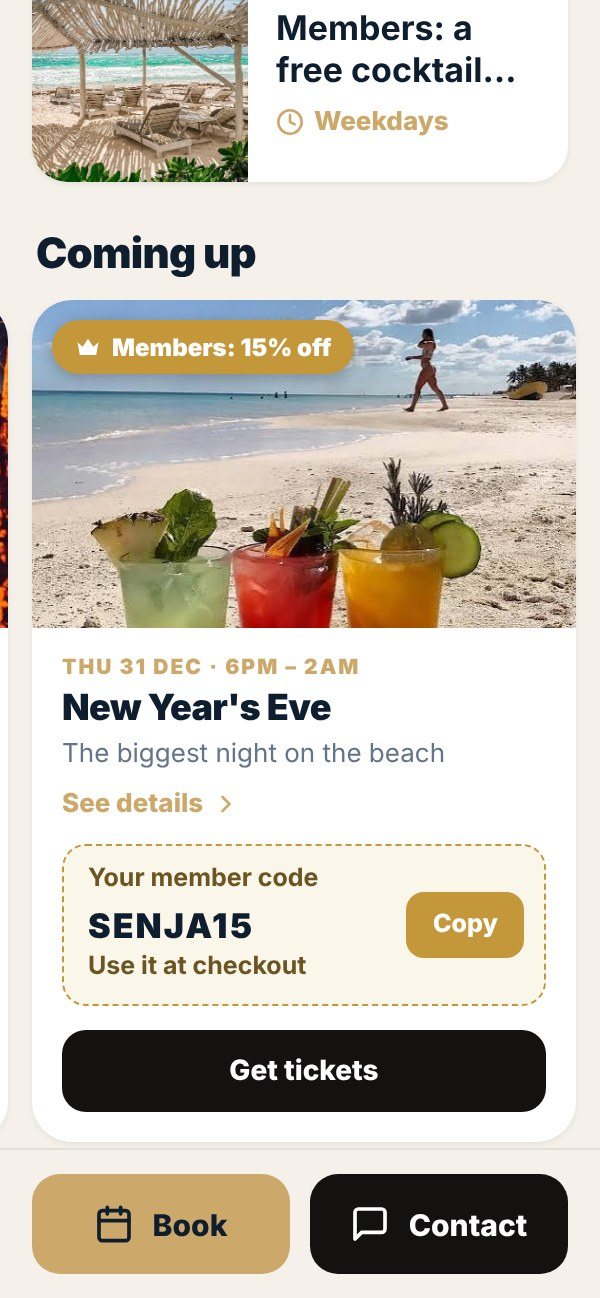 Members: a
free cocktail...
Weekdays
Coming up
Members: 15% off
THU 31 DEC · 6PM – 2AM
New Year's Eve
The biggest night on the beach
See details
Your member code
SENJA15
Copy
Use it at checkout
Get tickets
Book
Contact